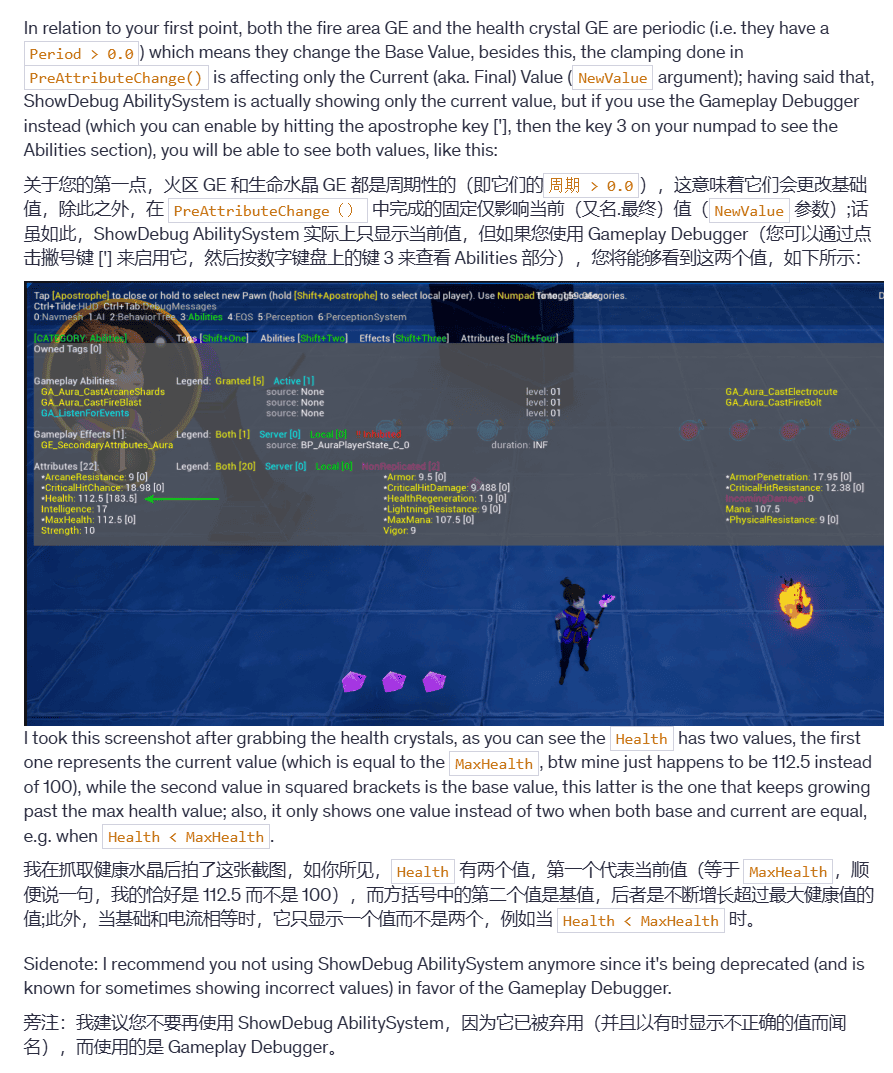 In relation to your first point, both the fire area GE and the health crystal GE are periodic (i.e. they have a
Period > 0.0 ) which means they change the Base Value, besides this, the clamping done in
PreAttributeChange() is affecting only the Current (aka. Final) Value ( NewValue argument); having said that,
ShowDebug AbilitySystem is actually showing only the current value, but if you use the Gameplay Debugger
instead (which you can enable by hitting the apostrophe key ['], then the key 3 on your numpad to see the
Abilities section), you will be able to see both values, like this:
关于您的第一点，火区 GE 和生命水晶 GE 都是周期性的（即它们的 周期 > 0.0 ），这意味着它们会更改基础
值，除此之外，在 PreAttributeChange （） 中完成的固定仅影响当前（又名.最终）值（ NewValue 参数）;话
虽如此，ShowDebug AbilitySystem 实际上只显示当前值，但如果您使用 Gameplay Debugger（您可以通过点
击撇号键 ['] 来启用它，然后按数字键盘上的键 3 来查看 Abilities 部分），您将能够看到这两个值，如下所示：
Tap [Apostrophe] to close or hold to select new Pawn (hold [Shift+Apostrophe] to select local player). Use Numpad to toggle categories.
Ctrl+Tilde:HUD Ctrl+Tab:DebugMessages
0:Navmesh 1:AI 2:BehaviorTree 3:Abilities 4:EQS 5:Perception 6:PerceptionSystem
[CATEGORY: Abilities] Tags [Shift+One] Abilities [Shift+Two] Effects [Shift+Three] Attributes [Shift+Four]
Owned Tags [0]
Gameplay Abilities: Legend: Granted [5] Active [1]
GA_Aura_CastArcaneShards source: None level: 01 GA_Aura_CastElectrocute
GA_Aura_CastFireBlast source: None level: 01 GA_Aura_CastFireBolt
GA_ListenForEvents source: None level: 01
Gameplay Effects [1]: Legend: Both [1] Server [0] Local [0]
GE_SecondaryAttributes_Aura source: BP_AuraPlayerState_C_0 duration: INF
Attributes [22]: Legend: Both [20] Server [0] Local [0] NonReplicated [2]
•ArcaneResistance: 9 [0] •Armor: 9.5 [0] •ArmorPenetration: 17.95 [0]
•CriticalHitChance: 18.98 [0] •CriticalHitDamage: 9.488 [0] •CriticalHitResistance: 12.38 [0]
•Health: 112.5 [183.5] •HealthRegeneration: 1.9 [0] IncomingDamage: 0
Intelligence: 17 •LightningResistance: 9 [0] Mana: 107.5
•MaxHealth: 112.5 [0] •MaxMana: 107.5 [0] •PhysicalResistance: 9 [0]
Strength: 10 Vigor: 9
I took this screenshot after grabbing the health crystals, as you can see the Health has two values, the first
one represents the current value (which is equal to the MaxHealth , btw mine just happens to be 112.5 instead
of 100), while the second value in squared brackets is the base value, this latter is the one that keeps growing
past the max health value; also, it only shows one value instead of two when both base and current are equal,
e.g. when Health < MaxHealth .
我在抓取健康水晶后拍了这张截图，如你所见， Health 有两个值，第一个代表当前值（等于 MaxHealth ，顺
便说一句，我的恰好是 112.5 而不是 100），而方括号中的第二个值是基值，后者是不断增长超过最大健康值的
值;此外，当基础和电流相等时，它只显示一个值而不是两个，例如当 Health < MaxHealth 时。
Sidenote: I recommend you not using ShowDebug AbilitySystem anymore since it's being deprecated (and is
known for sometimes showing incorrect values) in favor of the Gameplay Debugger.
旁注：我建议您不要再使用 ShowDebug AbilitySystem，因为它已被弃用（并且以有时显示不正确的值而闻
名），而使用的是 Gameplay Debugger。